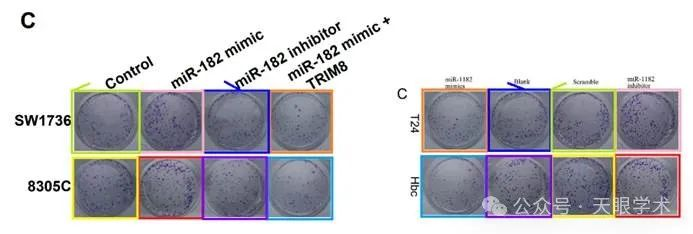 C
Control
miR-182 mimic
miR-182 inhibitor
miR-182 mimic +
TRIM8
SW1736
8305C
C
miR-1182
mimics
Blank
Scramble
miR-1182
inhibitor
T24
Hbc
公众号 · 天眼学术